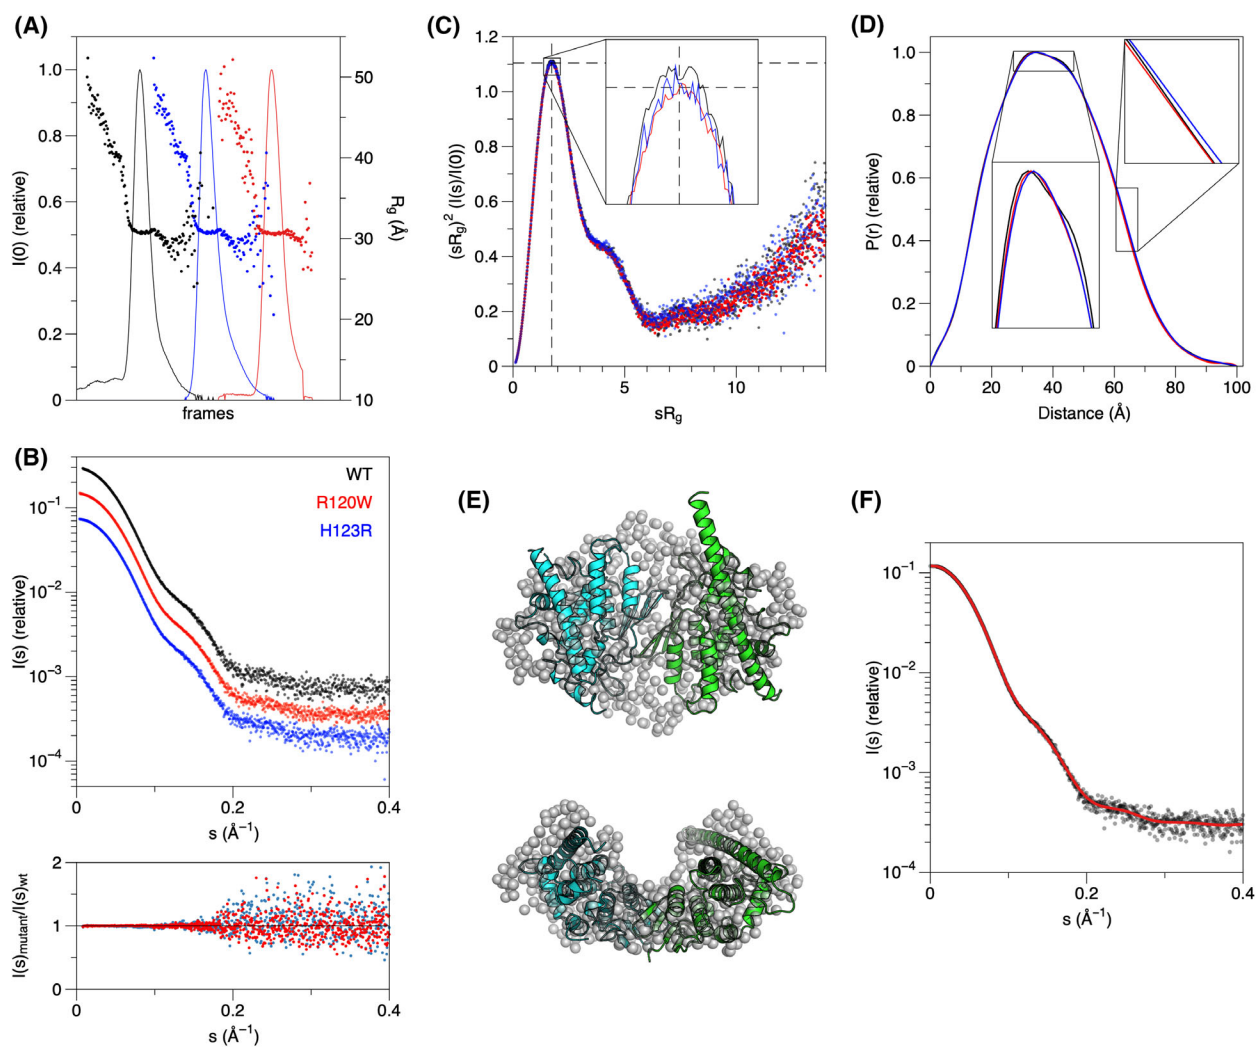 (A)
I(0) (relative)
1.0
0.8
0.6
0.4
0.2
0
50
40
30
20
10
Rg (Å)
frames
(B)
I(s) (relative)
10⁻¹
10⁻²
10⁻³
10⁻⁴
WT
R120W
H123R
0
0.2
0.4
s (Å⁻¹)
I(s)mutant/I(s)wt
2
1
0
0
0.2
0.4
s (Å⁻¹)
(C)
(sRg)² (I(s)/I(0))
1.2
1.0
0.8
0.6
0.4
0.2
0
0
5
10
sRg
(D)
P(r) (relative)
1.0
0.8
0.6
0.4
0.2
0
0
20
40
60
80
100
Distance (Å)
(E)
(F)
I(s) (relative)
10⁻¹
10⁻²
10⁻³
10⁻⁴
0
0.2
0.4
s (Å⁻¹)